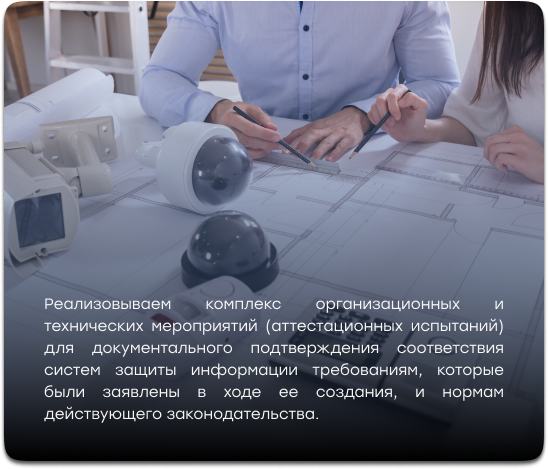 Реализовываем комплекс организационных и
технических мероприятий (аттестационных испытаний)
для документального подтверждения соответствия
систем защиты информации требованиям, которые
были заявлены в ходе ее создания, и нормам
действующего законодательства.